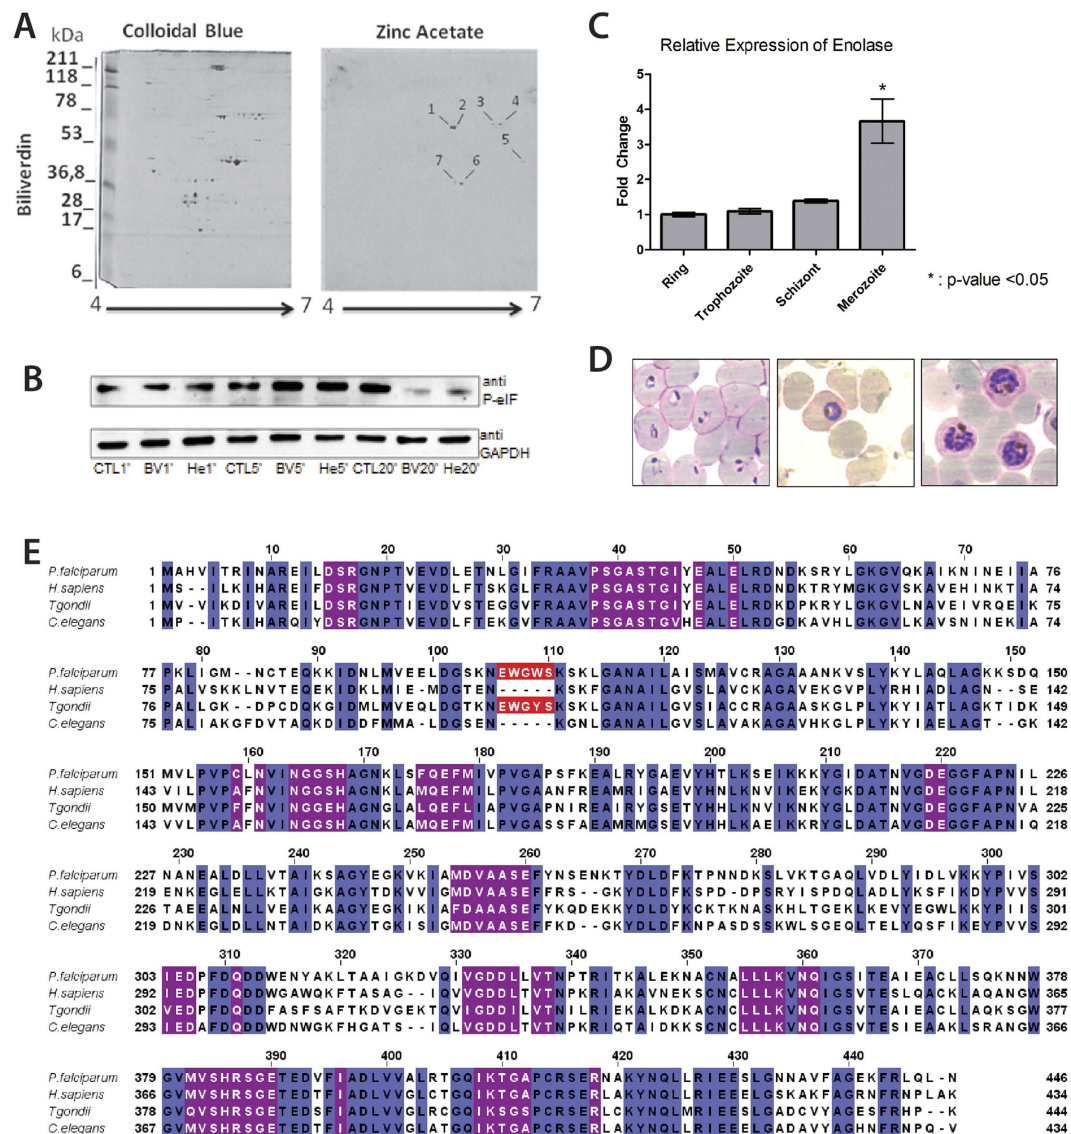 A
kDa
Colloidal Blue
Zinc Acetate
211
118
78
53
36,8
28
17
6
Biliverdin
1 2 3 4
5
7 6
4 7
4 7
B
anti
P-eIF
anti
GAPDH
CTL1' BV1' He1' CTL5' BV5' He5' CTL20' BV20' He20'
C
Relative Expression of Enolase
Fold Change
5
4
3
2
1
0
*
Ring Trophozoite Schizont Merozoite
* : p-value <0.05
D
E
10 20 30 40 50 60 70
P.falciparum 1 MAHVITRINAREILDSRGNPTVEVDLETNLGIFRAAVPSGASTGIYEALELRDNDKSRYLGKGVQKAIKNINEIIA 76
H.sapiens 1 MS--ILKIHAREIFDSRGNPTVEVDLFTSKGLFRAAVPSGASTGIYEALELRDNDKTRYMGKGVSKAVEHINKTIA 74
T.gondii 1 MV-VIKDIVAREILDSRGNPTIEVDVSTEGGVFRAAVPSGASTGIYEALELRDKDPKRYLGKGVLNAVEIVRQEIK 75
C.elegans 1 MP--ITKIHARQIYDSRGNPTVEVDLFTEKGVFRAAVPSGASTGVHEALELRDGDKAVHLGKGVLKAVSNINEKIA 74
80 90 100 110 120 130 140 150
P.falciparum 77 PKLIGM--NCTEQKKIDNLMVEELDGSKNEWGWSKSKLGANAILAISMAVCRAGAAANKVSLYKYLAQLAGKKSDQ 150
H.sapiens 75 PALVSKKLNVTEQEKIDKLMIE-MDGTEN-----KSKFGANAILGVSLAVCKAGAVEKGVPLYRHIADLAGN--SE 142
T.gondii 76 PALLGK--DPCDQKGIDMLMVEQLDGTKNEWGYSKSKLGANAILGVSIACCRAGAASKGLPLYKYIATLAGKTIDK 149
C.elegans 75 PALIAKGFDVTAQKDIDDFMMA-LDGSEN-----KGNLGANAILGVSLAVAKAGAVHKGLPLYKYIAELAGT--GK 142
160 170 180 190 200 210 220
P.falciparum 151 MVLPVPCLNVINGGSHAGNKLSFQEFMIVPVGAPSFKEALRYGAEVYHTLKSEIKKKYGIDATNVGDEGGFAPNIL 226
H.sapiens 143 VILPVPAFNVINGGSHAGNKLAMQEFMILPVGAANFREAMRIGAEVYHNLKNVIKEKYGKDATNVGDEGGFAPNIL 218
T.gondii 150 MVMPVPFFNVINGGEHAGNGLALQEFLIAPVGAPNIREAIRYGSETYHHLKNVIKNKYGLDATNVGDEGGFAPNVA 225
C.elegans 143 VVLPVPAFNVINGGSHAGNKLAMQEFMILPVGASSFAEAMRMGSEVYHHLKAEIKKRYGLDATAVGDEGGFAPNIQ 218
230 240 250 260 270 280 290 300
P.falciparum 227 NANEALDLLVTAIKSAGYEGKVKIAMDVAASEFYNSENKTYDLDFKTPNNDKSLVKTGAQLVDLYIDLVKKYPIVS 302
H.sapiens 219 ENKEGLELLKTAIGKAGYTDKVVIGMDVAASEFFRS--GKYDLDFKSPD-DPSRYISPDQLADLYKSFIKDYPVVS 291
T.gondii 226 TAEEALNLLVEAIKAAGYEGKIKIAFDAAASEFYKQDEKKYDLDYKCKTKNASKHLTGEKLKEVYEGWLKKYPIIS 301
C.elegans 219 DNKEGLDLLNTAIDKAGYTGKISIGMDVAASEFFKD--GKYDLDFKNPASDSSKWLSGEQLTELYQSFIKEYPVVS 292
310 320 330 340 350 360 370
P.falciparum 303 IEDPFDQDDWENYAKLTAAIGKDVQIVGDDLLVTNPTRITKALEKNACNALLLKVNQIGSITEAIEACLLSQKNNW 378
H.sapiens 292 IEDPFDQDDWGAWQKFTASAG--IQVVGDDLTVTNPKRIAKAVNEKSCNCLLLKVNQIGSVTESLQACKLAQANGW 365
T.gondii 302 VEDPFDQDDFASFSAFTKDVGEKTQVIGDDILVTNILRIEKALKDKACNCLLLKVNQIGSVTEAIEACLLAQKSGW 377
C.elegans 293 IEDAFDQDDWDNWGKFHGATS--IQLVGDDLTVTNPKRIQTAIDKKSCNCLLLKVNQIGSVTESIEAAKLSRANGW 366
390 400 410 420 430 440
P.falciparum 379 GVMVSHRSGETEDVFIADLVVALRTGQIKTGAPCRSERNAKYNQLLRIEESLGNNAVFAGEKFRLQL-N 446
H.sapiens 366 GVMVSHRSGETEDTFIADLVVGLCTGQIKTGAPCRSERLAKYNQLLRIEEELGSKAKFAGRNFRNPLAK 434
T.gondii 378 GVQVSHRSGETEDSFIADLVVGLRCGQIKSGSPCRSERLCKYNQLMRIEESLGADCVYAGESFRHP--K 444
C.elegans 367 GVMVSHRSGETEDTFIADLVVGLATGQIKTGAPCRSERLAKYNQLLRIEEELGADAVYAGHNFRNPQ-V 434